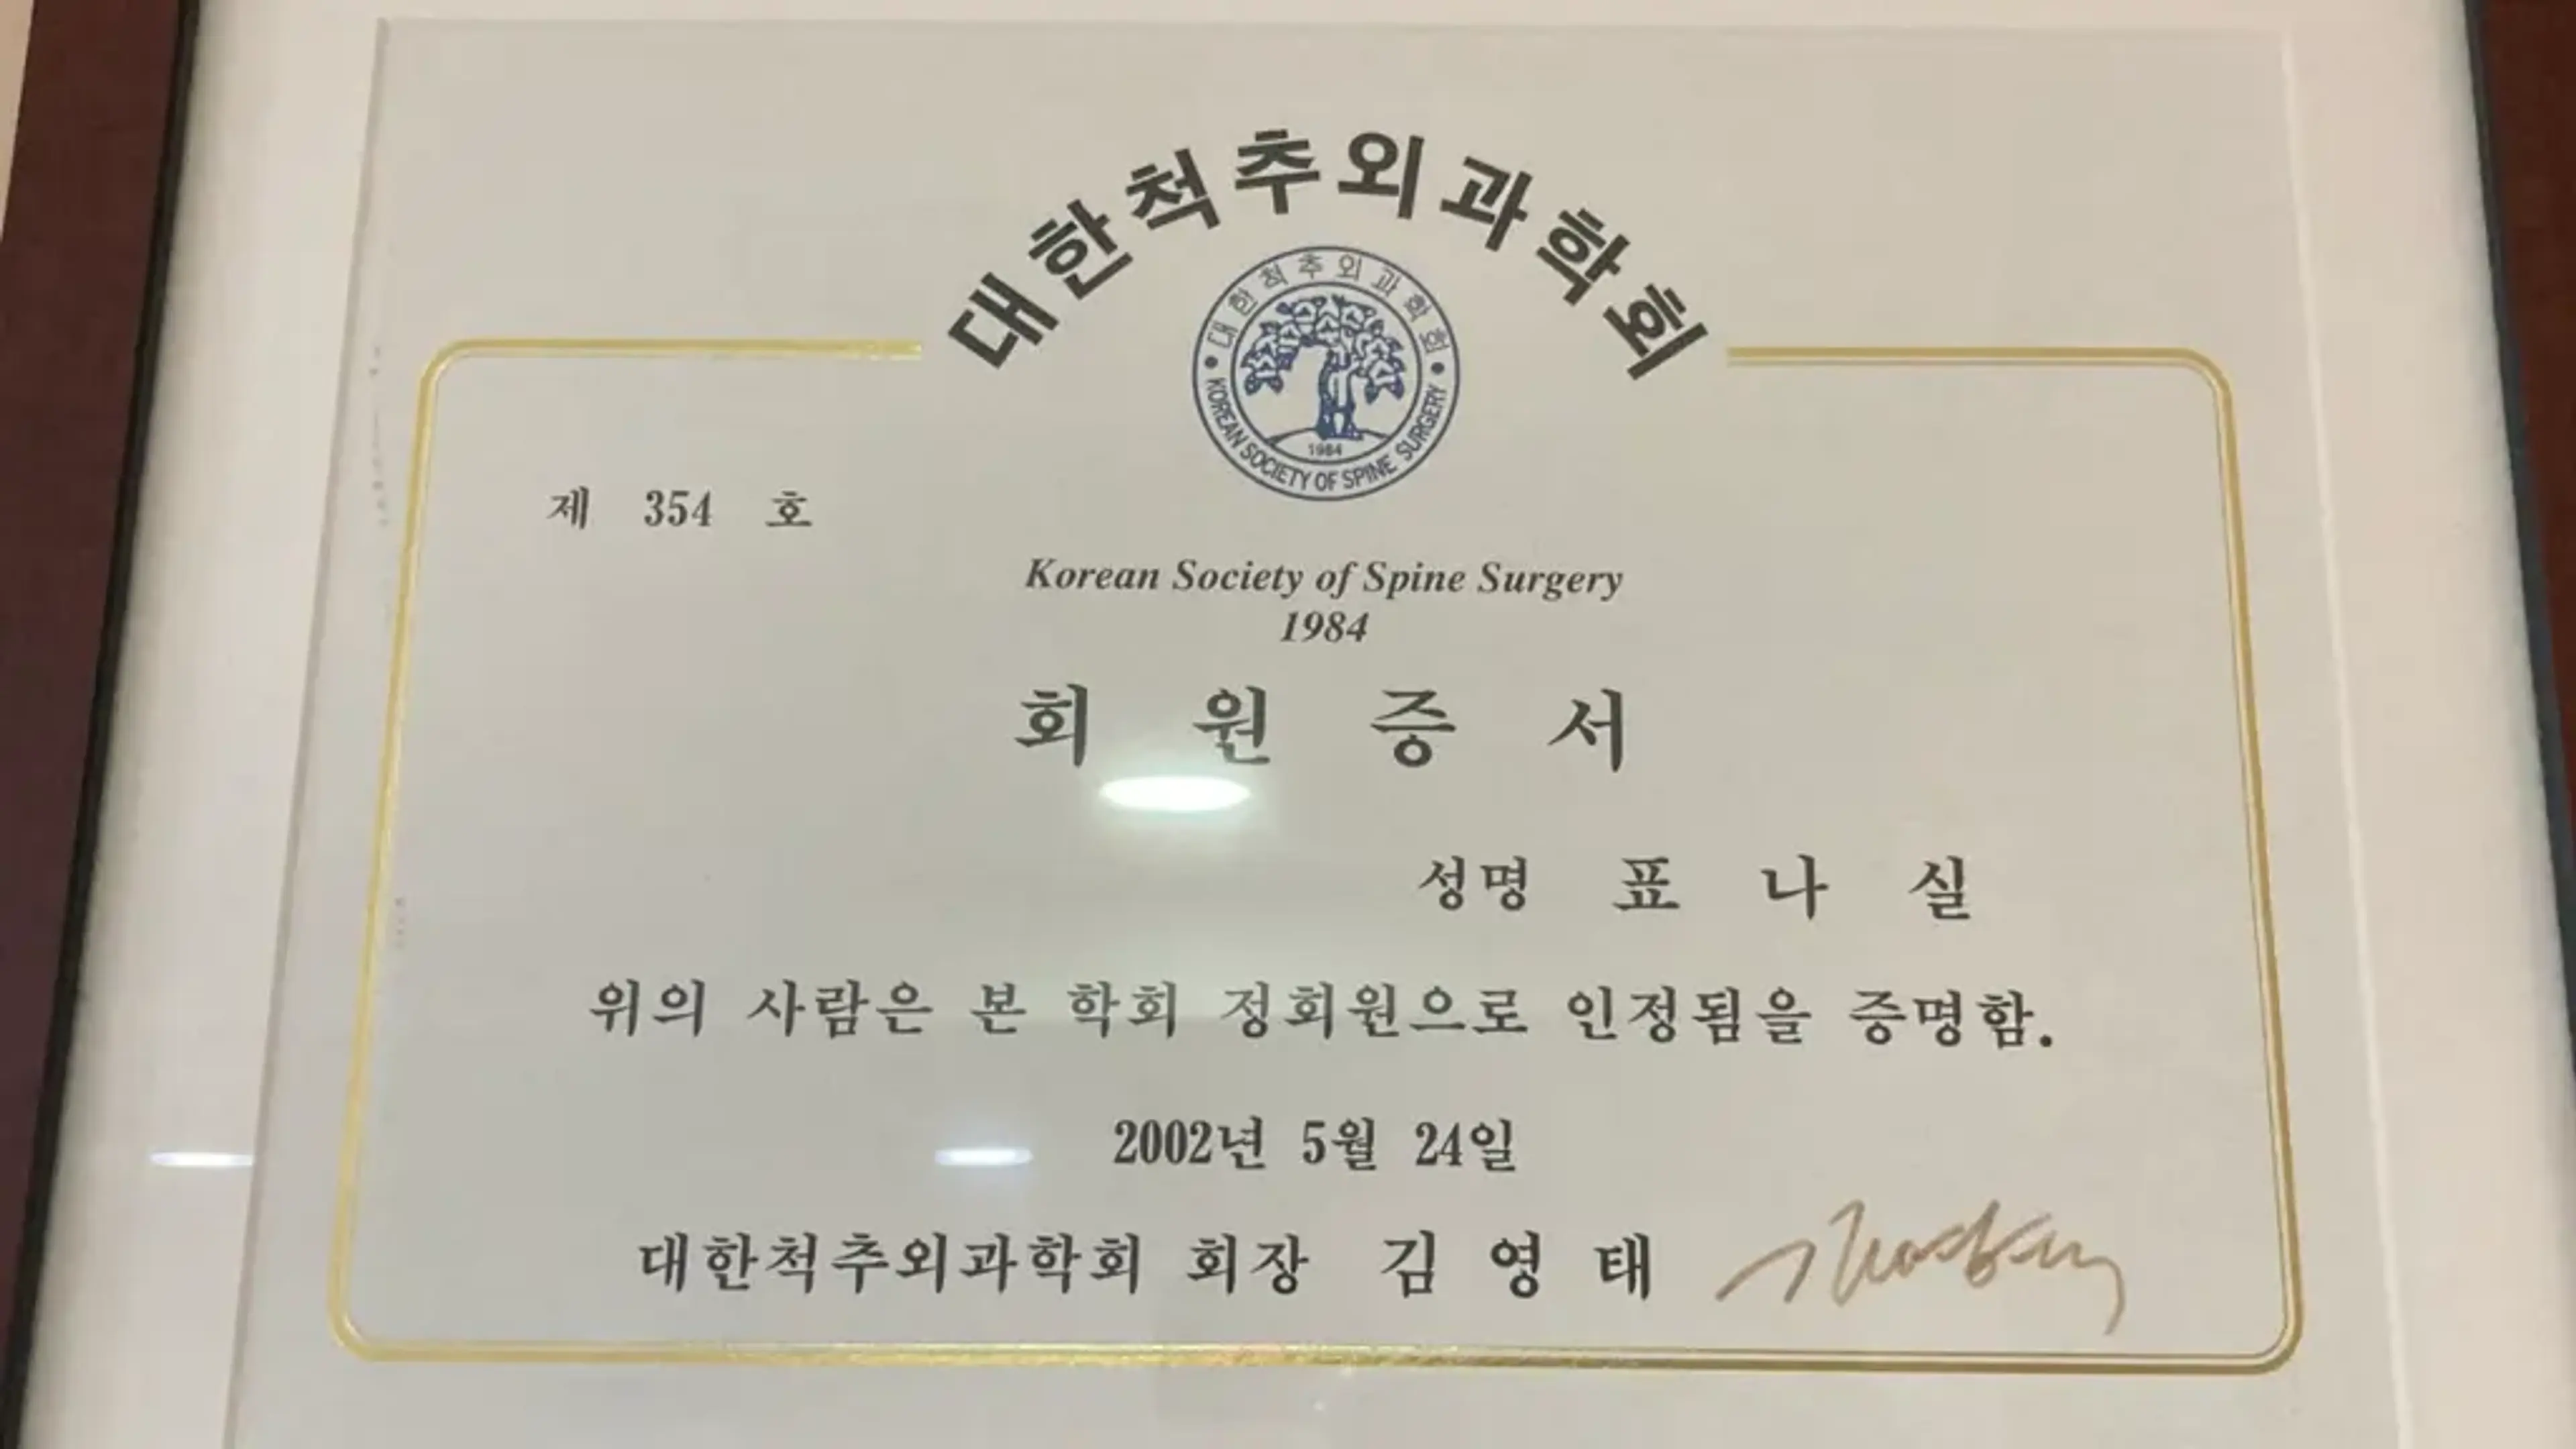 대한척추외과학회
대한척추외과학회
KOREAN SOCIETY OF SPINE SURGERY
1984
제 354 호
Korean Society of Spine Surgery
1984
회 원 증 서
성명 표 나 실
위의 사람은 본 학회 정회원으로 인정됨을 증명함.
2002년 5월 24일
대한척추외과학회 회장 김 영 태